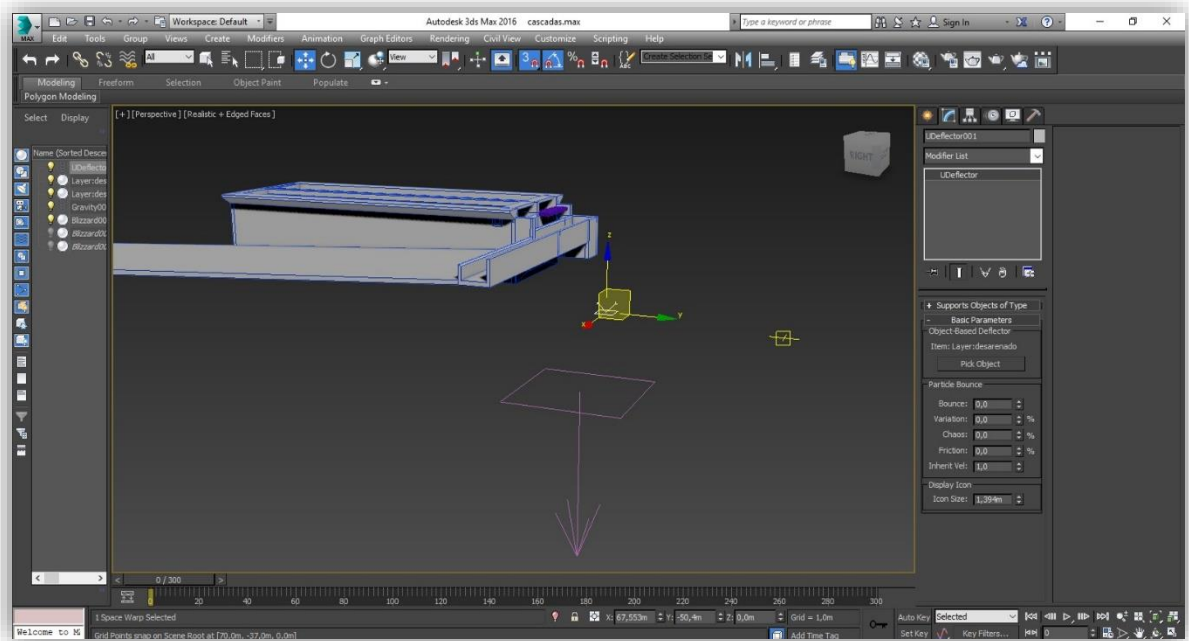 Workspace: Default
Autodesk 3ds Max 2016 cascadas.max
Type a keyword or phrase
Sign In
MAX
Edit Tools Group Views Create Modifiers Animation Graph Editors Rendering Civil View Customize Scripting Help
All
View
3
Create Selection Se
Modeling Freeform Selection Object Paint Populate
Polygon Modeling
Select Display
[+] [Perspective] [Realistic + Edged Faces]
Name (Sorted Descen
UDeflecto
Layer:des
Layer:des
Gravity00
Blizzard00
Blizzard00
Blizzard00
RIGHT
z
x
y
UDeflector001
Modifier List
UDeflector
+ Supports Objects of Type
- Basic Parameters
Object-Based Deflector
Item: Layer:desarenado
Pick Object
Particle Bounce
Bounce: 0,0
Variation: 0,0 %
Chaos: 0,0 %
Friction: 0,0 %
Inherit Vel: 1,0
Display Icon
Icon Size: 1,394m
0 / 300
0 20 40 60 80 100 120 140 160 180 200 220 240 260 280 300
1 Space Warp Selected
X: 67,553m Y: -50,4m Z: 0,0m Grid = 1,0m
Auto Key Selected
Welcome to M
Grid Points snap on Scene Root at [70.0m, -37,0m, 0.0m]
Add Time Tag
Set Key Key Filters... 0